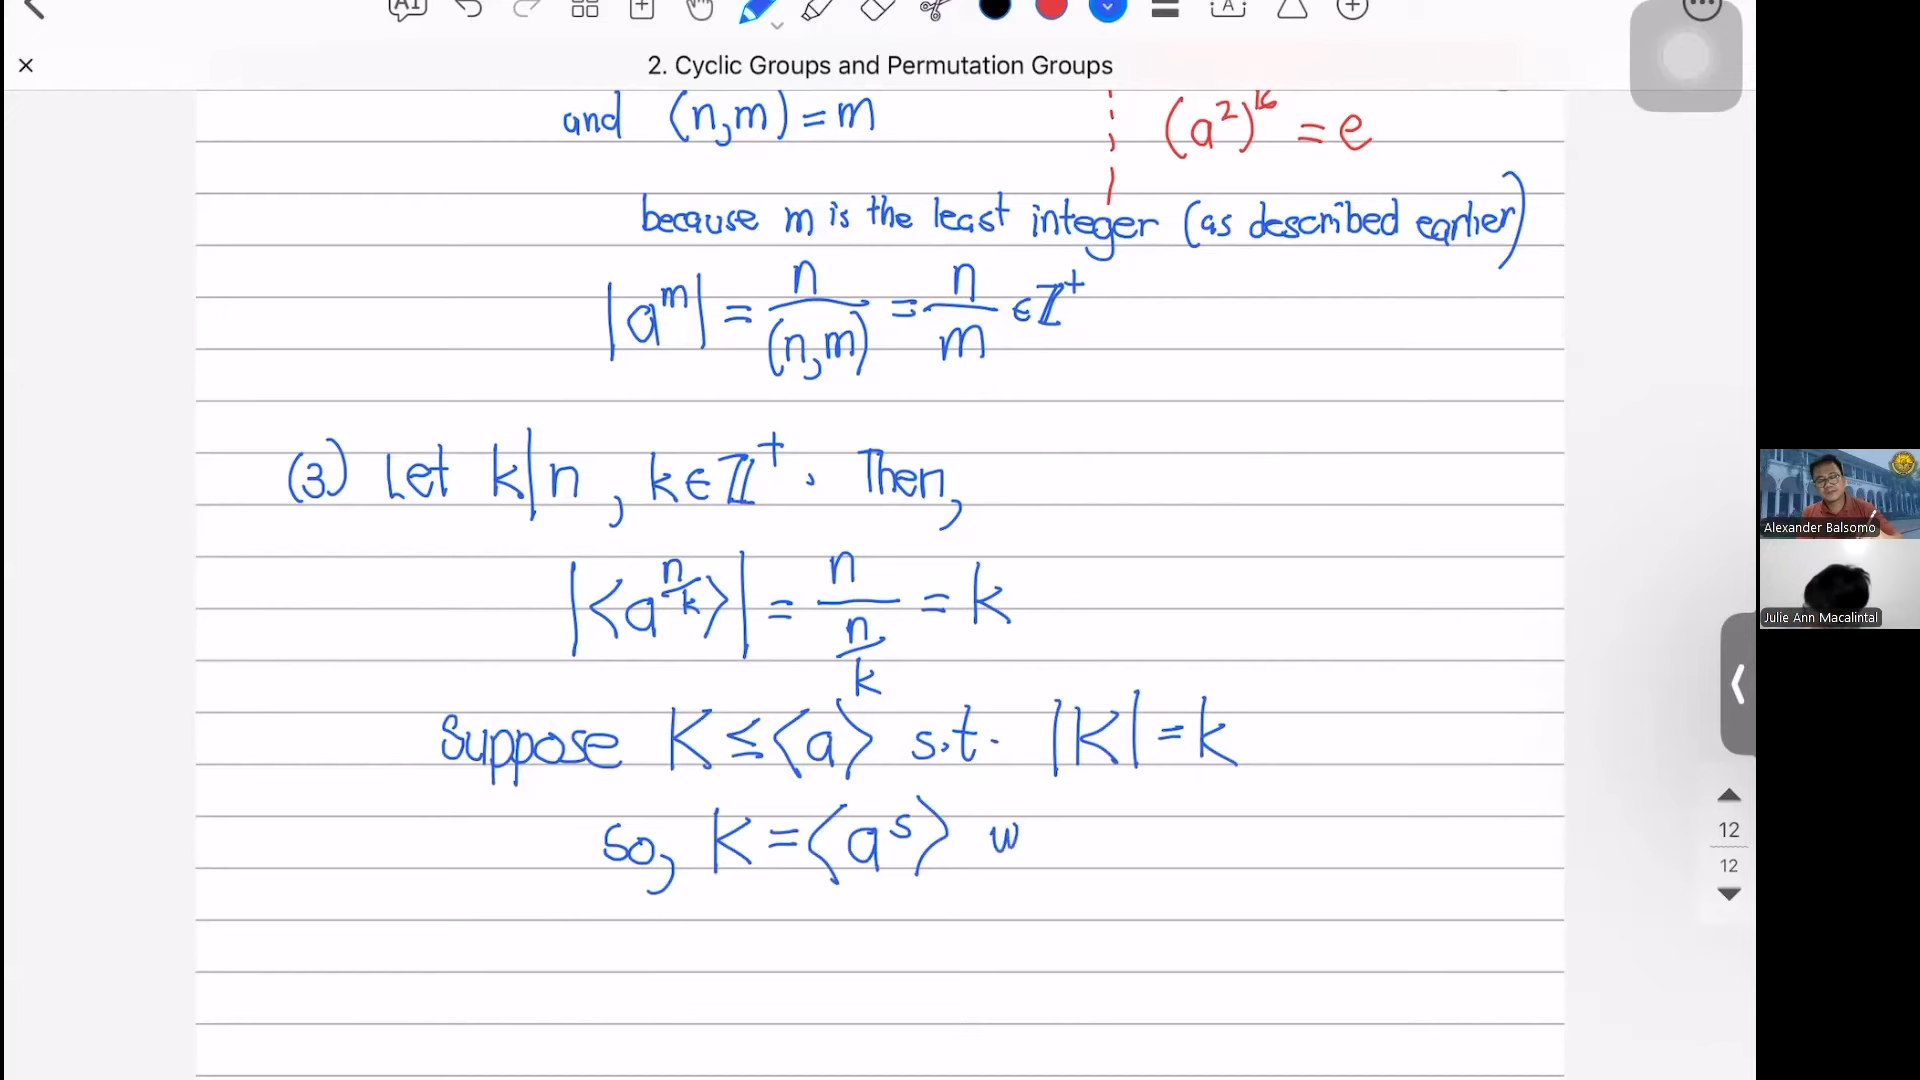 2. Cyclic Groups and Permutation Groups
and (n,m) = m
(a²)¹⁶ = e
because m is the least integer (as described earlier)
|a^m| = n/(n,m) = n/m ∈ ℤ⁺
(3) Let k|n, k∈ℤ⁺. Then,
|⟨a^(n/k)⟩| = n/(n/k) = k
Suppose K ≤ ⟨a⟩ s.t. |K| = k
So, K = ⟨a^s⟩ w
Alexander Balsomo
Julie Ann Macalintal
12
12